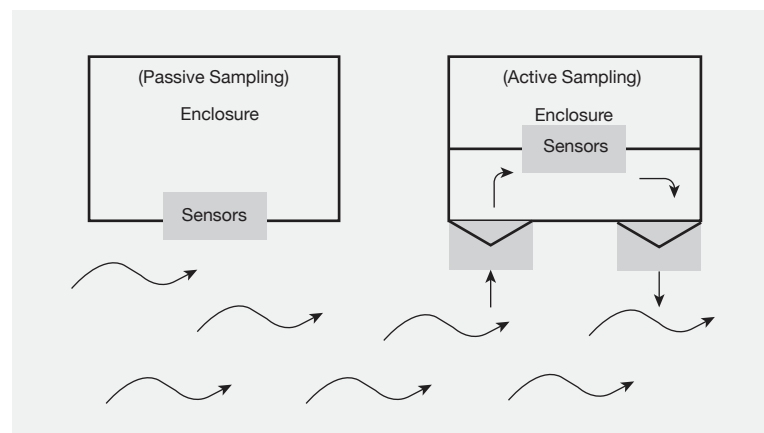 (Passive Sampling)
Enclosure
Sensors
(Active Sampling)
Enclosure
Sensors